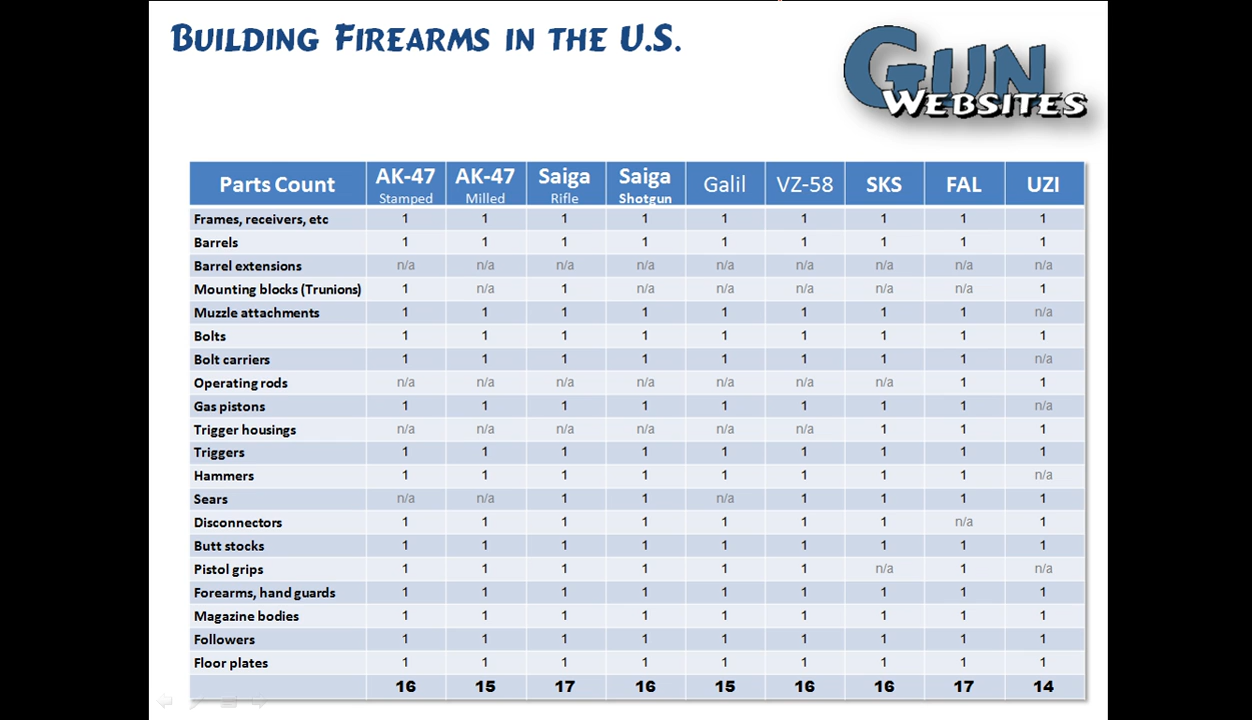 BUILDING FIREARMS IN THE U.S.
GUN
WEBSITES
Parts Count AK-47 Stamped AK-47 Milled Saiga Rifle Saiga Shotgun Galil VZ-58 SKS FAL UZI
Frames, receivers, etc 1 1 1 1 1 1 1 1 1
Barrels 1 1 1 1 1 1 1 1 1
Barrel extensions n/a n/a n/a n/a n/a n/a n/a n/a n/a
Mounting blocks (Trunions) 1 n/a 1 n/a n/a n/a n/a n/a 1
Muzzle attachments 1 1 1 1 1 1 1 1 n/a
Bolts 1 1 1 1 1 1 1 1 1
Bolt carriers 1 1 1 1 1 1 1 1 n/a
Operating rods n/a n/a n/a n/a n/a n/a n/a 1 1
Gas pistons 1 1 1 1 1 1 1 1 n/a
Trigger housings n/a n/a n/a n/a n/a n/a 1 1 1
Triggers 1 1 1 1 1 1 1 1 1
Hammers 1 1 1 1 1 1 1 1 n/a
Sears n/a n/a 1 1 n/a 1 1 1 1
Disconnectors 1 1 1 1 1 1 1 n/a 1
Butt stocks 1 1 1 1 1 1 1 1 1
Pistol grips 1 1 1 1 1 1 n/a 1 n/a
Forearms, hand guards 1 1 1 1 1 1 1 1 1
Magazine bodies 1 1 1 1 1 1 1 1 1
Followers 1 1 1 1 1 1 1 1 1
Floor plates 1 1 1 1 1 1 1 1 1
16 15 17 16 15 16 16 17 14